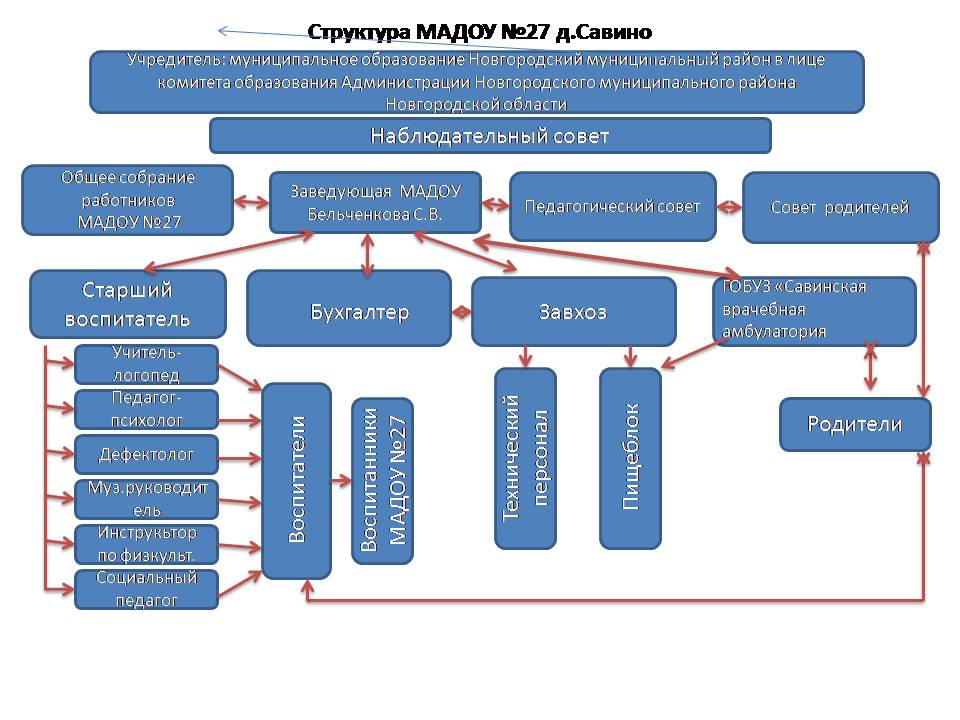 Структура МАДОУ №27 д.Савино
Учредитель: муниципальное образование Новгородский муниципальный район в лице
комитета образования Администрации Новгородского муниципального района
Новгородской области
Наблюдательный совет
Общее собрание
работников
МАДОУ №27
Заведующая МАДОУ
Бельченкова С.В.
Педагогический совет
Совет родителей
Старший
воспитатель
Бухгалтер
Завхоз
ГОБУЗ «Савинская
врачебная
амбулатория
Учитель-
логопед
Педагог-
психолог
Дефектолог
Муз.руководит
ель
Инструкьтор
по физкульт.
Социальный
педагог
Воспитатели
Воспитанники
МАДОУ №27
Технический
персонал
Пищеблок
Родители